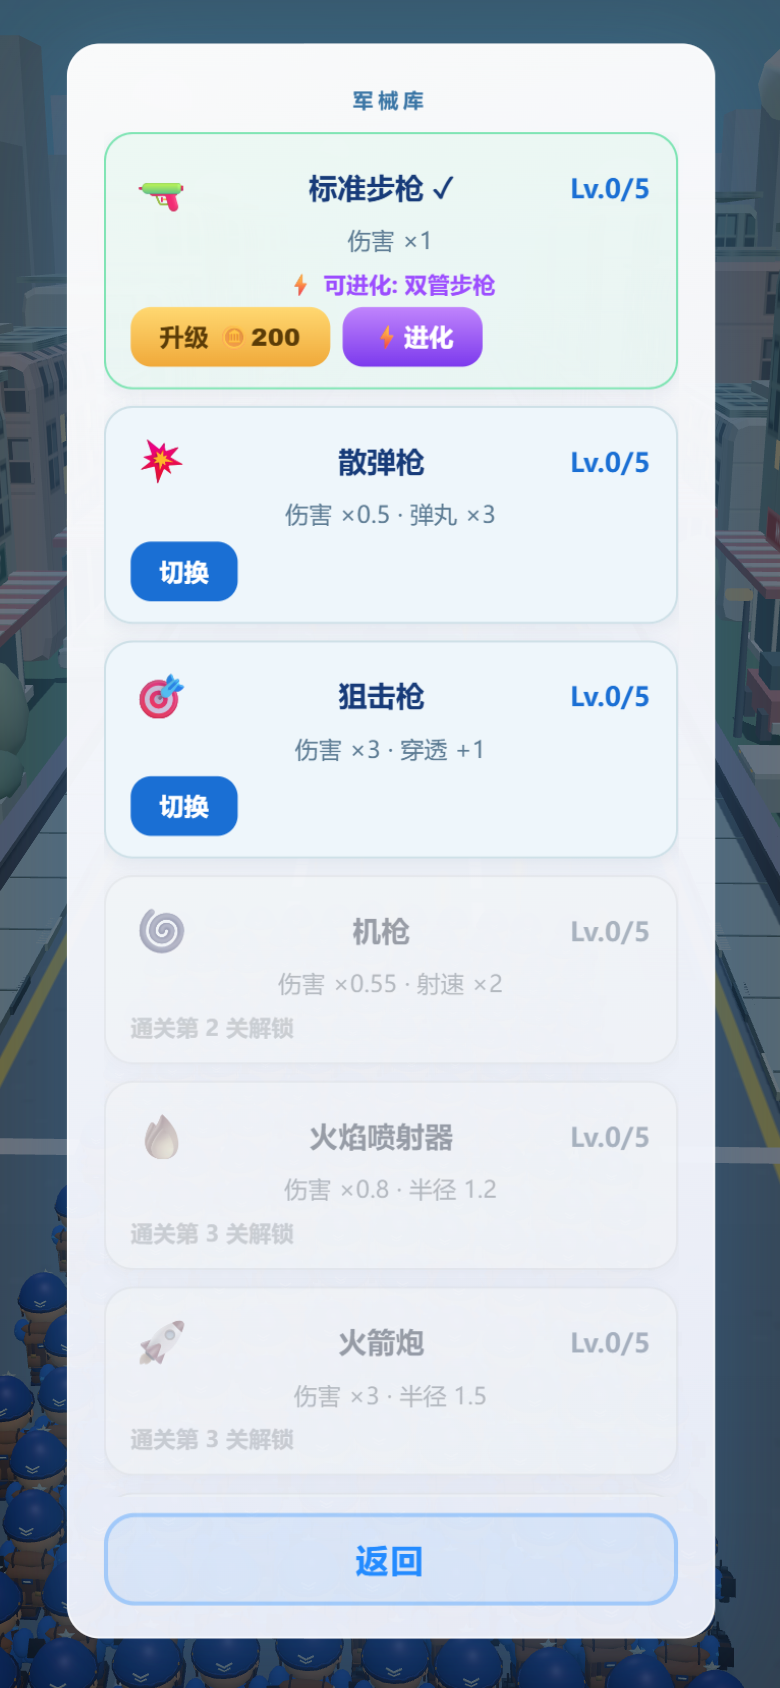 军械库
标准步枪 ✓ Lv.0/5
伤害 ×1
⚡ 可进化: 双管步枪
升级 200 ⚡进化
散弹枪 Lv.0/5
伤害 ×0.5 · 弹丸 ×3
切换
狙击枪 Lv.0/5
伤害 ×3 · 穿透 +1
切换
机枪 Lv.0/5
伤害 ×0.55 · 射速 ×2
通关第 2 关解锁
火焰喷射器 Lv.0/5
伤害 ×0.8 · 半径 1.2
通关第 3 关解锁
火箭炮 Lv.0/5
伤害 ×3 · 半径 1.5
通关第 3 关解锁
返回